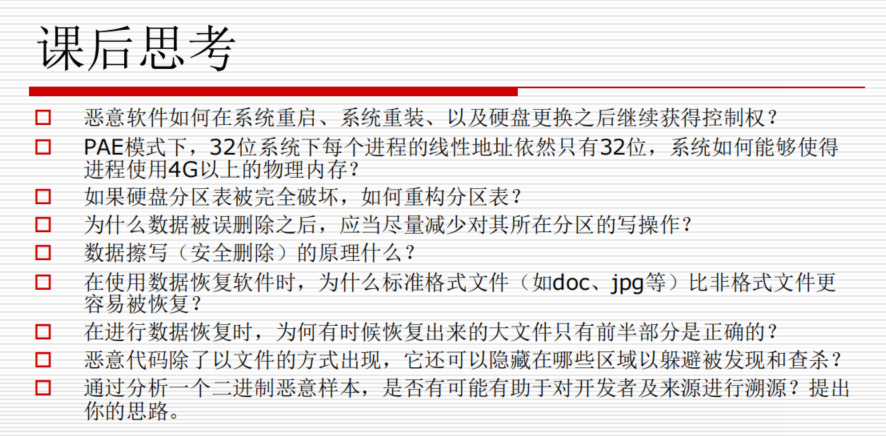 课后思考
恶意软件如何在系统重启、系统重装、以及硬盘更换之后继续获得控制权？
PAE模式下，32位系统下每个进程的线性地址依然只有32位，系统如何能够使得
进程使用4G以上的物理内存？
如果硬盘分区表被完全破坏，如何重构分区表？
为什么数据被误删除之后，应当尽量减少对其所在分区的写操作？
数据擦写（安全删除）的原理什么？
在使用数据恢复软件时，为什么标准格式文件（如doc、jpg等）比非格式文件更
容易被恢复？
在进行数据恢复时，为何有时候恢复出来的大文件只有前半部分是正确的？
恶意代码除了以文件的方式出现，它还可以隐藏在哪些区域以躲避被发现和查杀？
通过分析一个二进制恶意样本，是否有可能有助于对开发者及来源进行溯源？提出
你的思路。